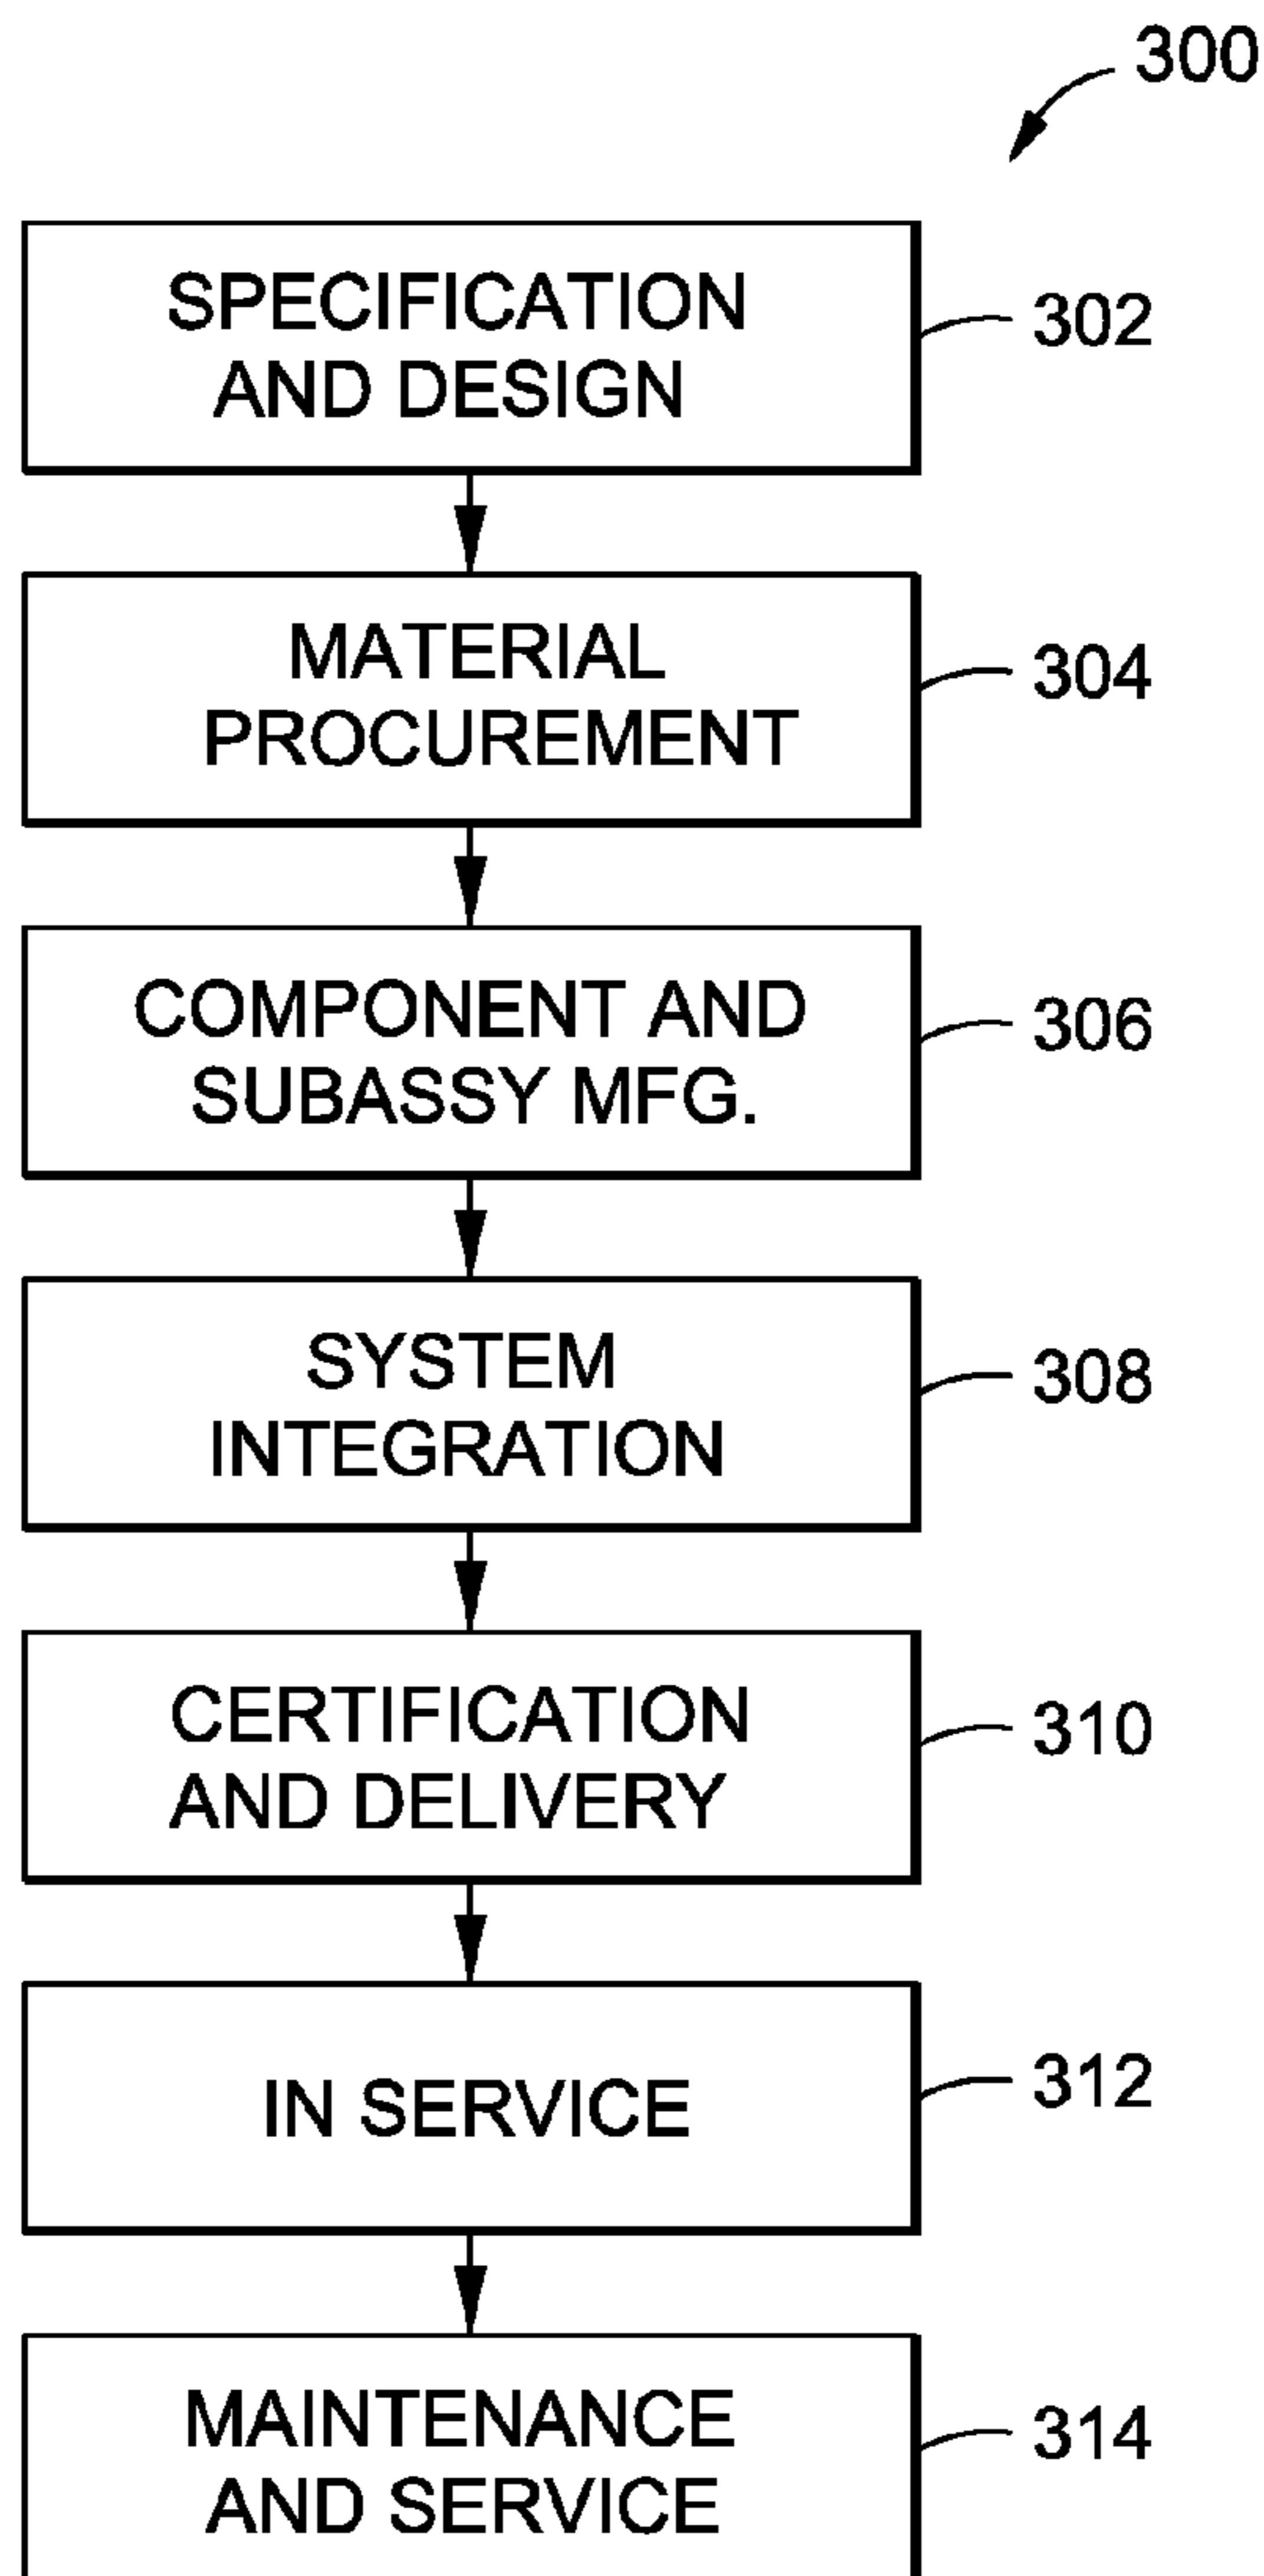 300
SPECIFICATION
AND DESIGN
302
MATERIAL
PROCUREMENT
304
COMPONENT AND
SUBASSY MFG.
306
SYSTEM
INTEGRATION
308
CERTIFICATION
AND DELIVERY
310
IN SERVICE
312
MAINTENANCE
AND SERVICE
314